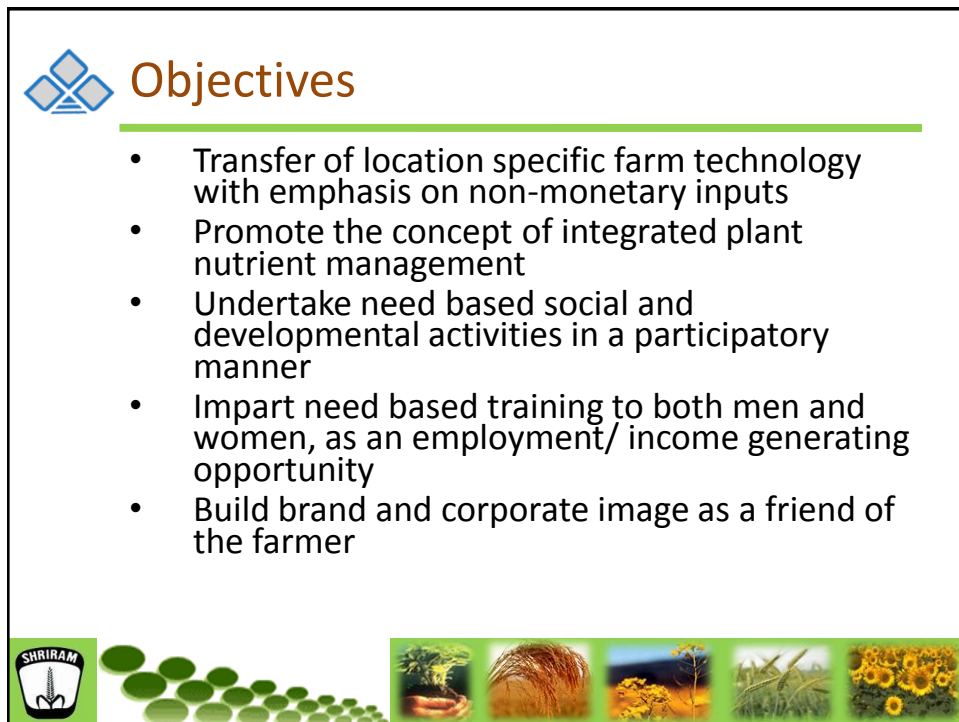 Objectives
• Transfer of location specific farm technology
with emphasis on non-monetary inputs
• Promote the concept of integrated plant
nutrient management
• Undertake need based social and
developmental activities in a participatory
manner
• Impart need based training to both men and
women, as an employment/ income generating
opportunity
• Build brand and corporate image as a friend of
the farmer
SHRIRAM